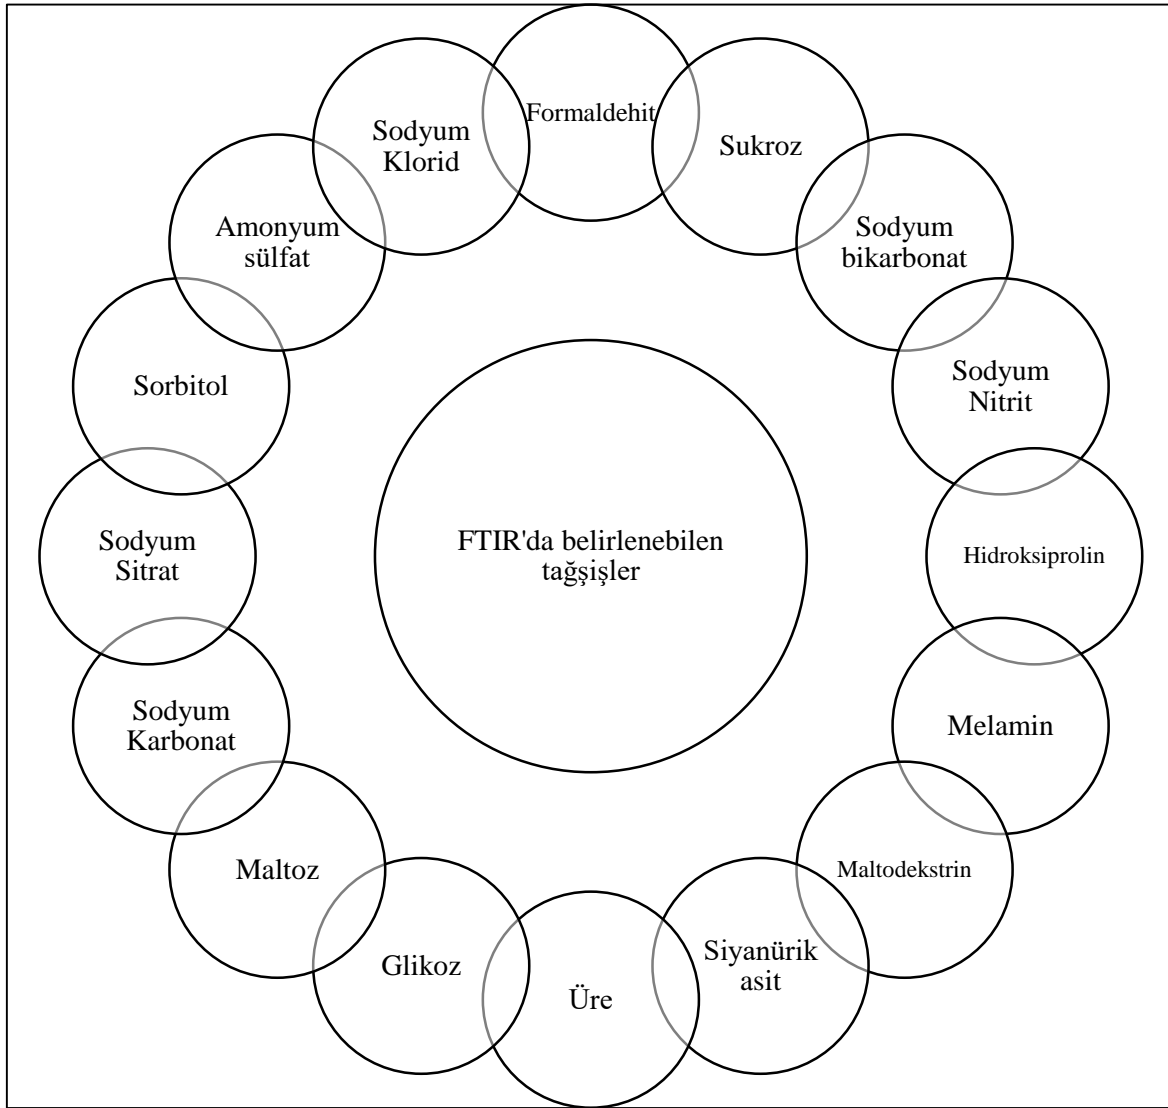 Formaldehit
Sukroz
Sodyum
bikarbonat
Sodyum
Nitrit
Hidroksiprolin
Melamin
Maltodekstrin
Siyanürik
asit
Üre
Glikoz
Maltoz
Sodyum
Karbonat
Sodyum
Sitrat
Sorbitol
Amonyum
sülfat
Sodyum
Klorid
FTIR'da belirlenebilen
tağşişler